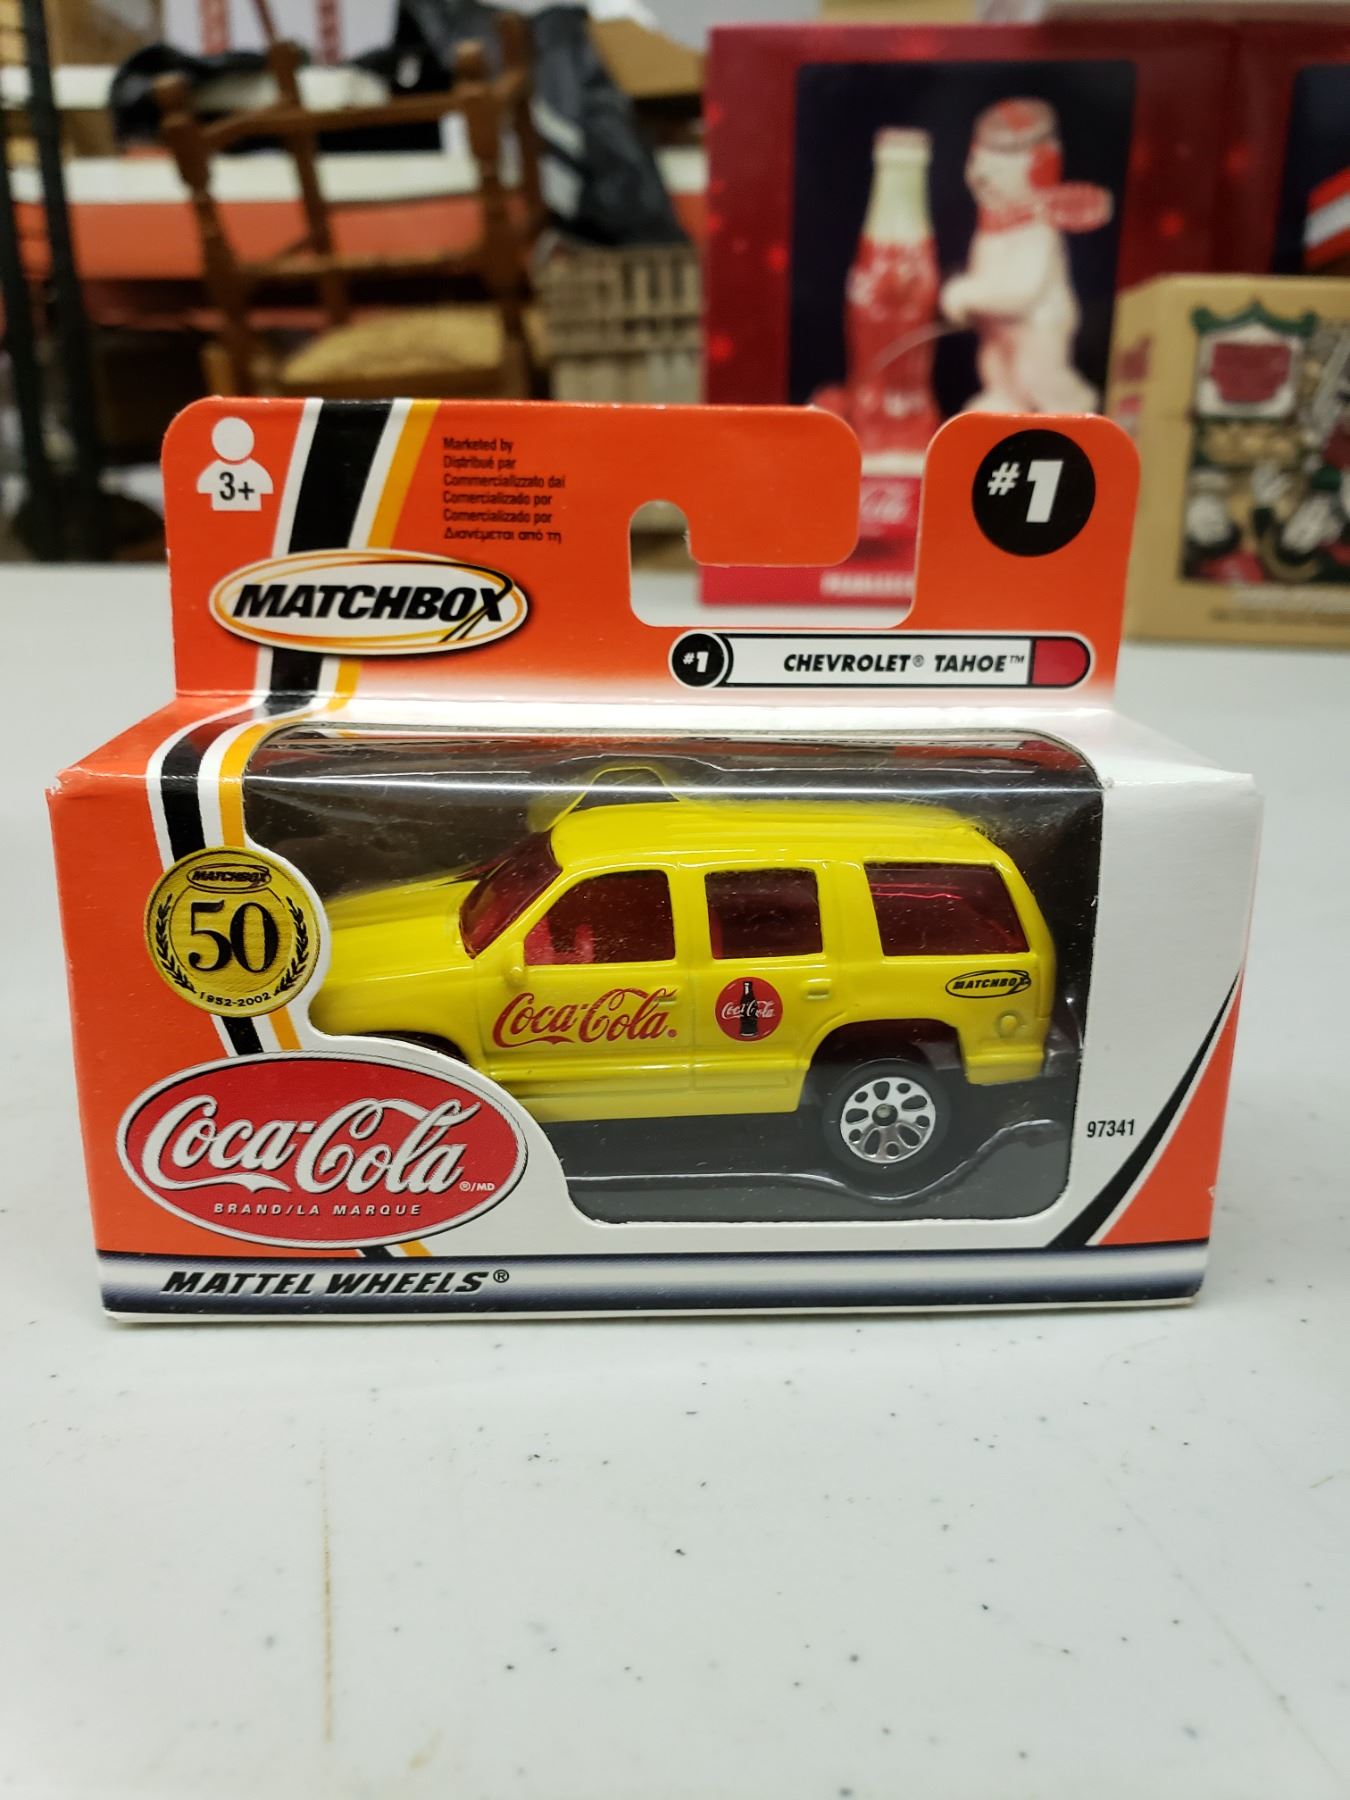 3+
Marketed by
Distribué par
Commercializzato dal
Comercializado por
Comercializado por
Διανέμεται από τη
#1
MATCHBOX
#1 CHEVROLET® TAHOE™
MATCHBOX
50
1952-2002
Coca-Cola®
Coca-Cola
MATCHBOX
Coca-Cola ®/MD
BRAND/LA MARQUE
97341
MATTEL WHEELS®